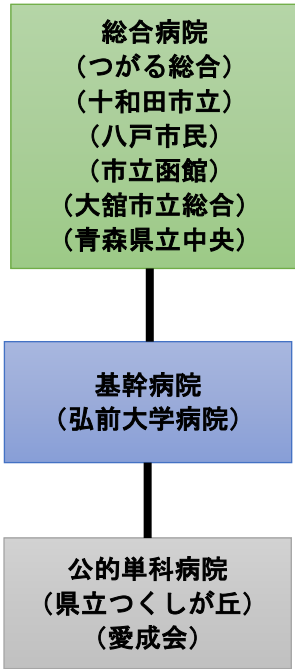 総合病院
（つがる総合）
（十和田市立）
（八戸市民）
（市立函館）
（大舘市立総合）
（青森県立中央）
基幹病院
（弘前大学病院）
公的単科病院
（県立つくしが丘）
（愛成会）